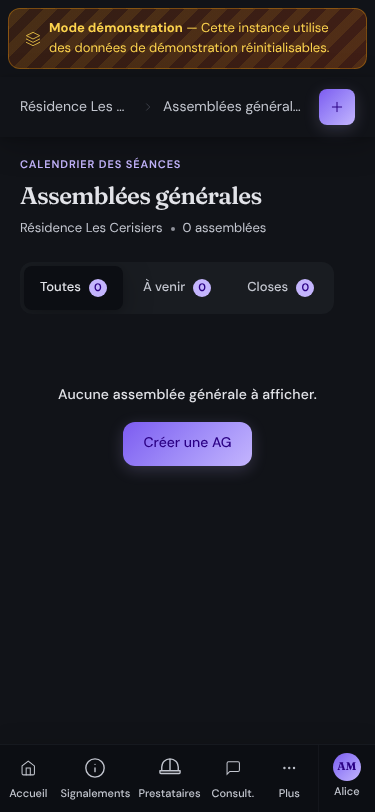 Mode démonstration — Cette instance utilise
des données de démonstration réinitialisables.
Résidence Les ... > Assemblées général...
CALENDRIER DES SÉANCES
Assemblées générales
Résidence Les Cerisiers • 0 assemblées
Toutes 0 À venir 0 Closes 0
Aucune assemblée générale à afficher.
Créer une AG
AM
Accueil Signalements Prestataires Consult. Plus Alice